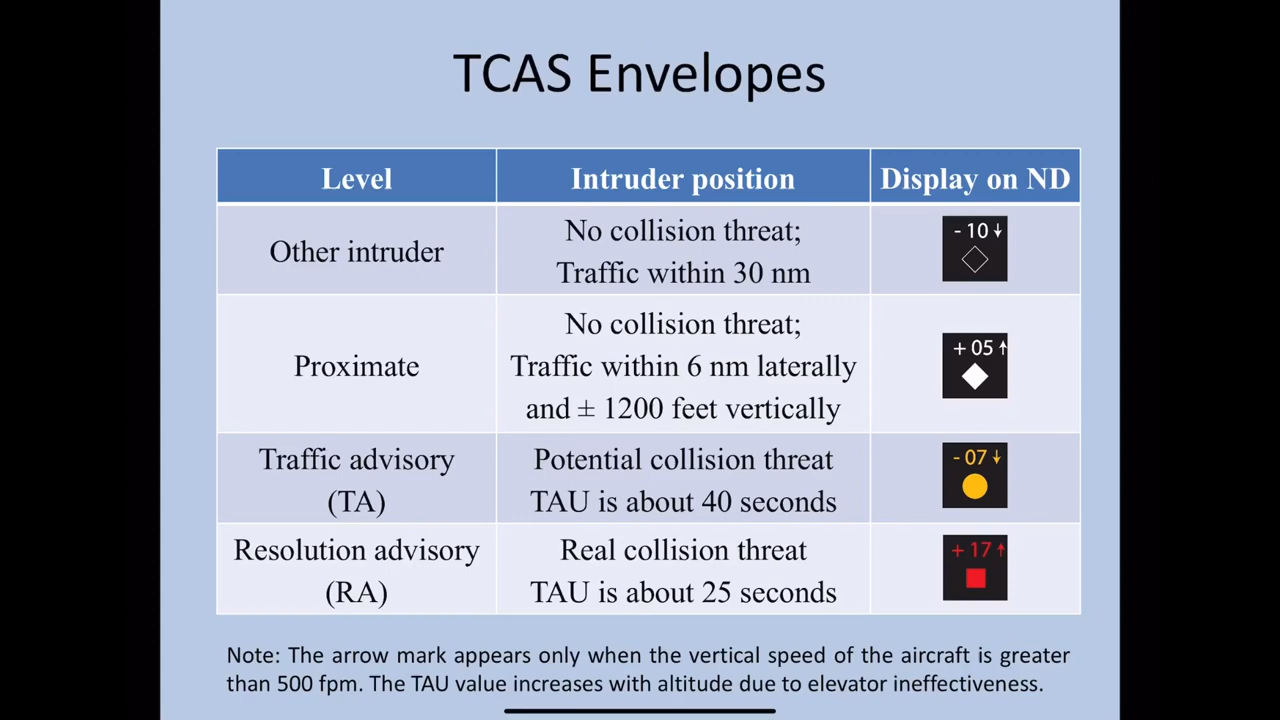 TCAS Envelopes
Level
Intruder position
Display on ND
Other intruder
No collision threat;
Traffic within 30 nm
- 10 ↓
Proximate
No collision threat;
Traffic within 6 nm laterally
and ± 1200 feet vertically
+ 05 ↑
Traffic advisory
(TA)
Potential collision threat
TAU is about 40 seconds
- 07 ↓
Resolution advisory
(RA)
Real collision threat
TAU is about 25 seconds
+ 17 ↑
Note: The arrow mark appears only when the vertical speed of the aircraft is greater
than 500 fpm. The TAU value increases with altitude due to elevator ineffectiveness.